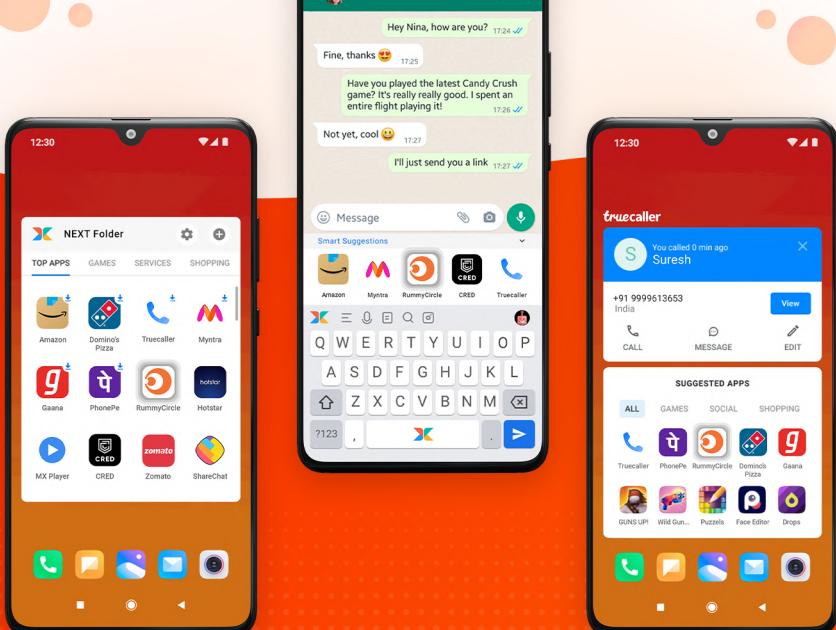 12:30
NEXT Folder
TOP APPS GAMES SERVICES SHOPPING
Amazon
Domino's
Pizza
Truecaller
Myntra
Gaana
PhonePe
RummyCircle
Hotstar
hotstar
MX Player
CRED
CRED
zomato
Zomato
ShareChat
Hey Nina, how are you? 17:24
Fine, thanks 😍 17:25
Have you played the latest Candy Crush
game? It's really really good. I spent an
entire flight playing it! 17:26
Not yet, cool 😀 17:27
I'll just send you a link 17:27
Message
Smart Suggestions
CRED
Amazon Myntra RummyCircle CRED Truecaller
Q W E R T Y U I O P
A S D F G H J K L
Z X C V B N M
?123 , .
12:30
truecaller
S
You called 0 min ago
Suresh
+91 9999613653
India
View
CALL MESSAGE EDIT
SUGGESTED APPS
ALL GAMES SOCIAL SHOPPING
Truecaller PhonePe RummyCircle Domino's Gaana
Pizza
GUNS UP! Wild Gun... Puzzels Face Editor Drops